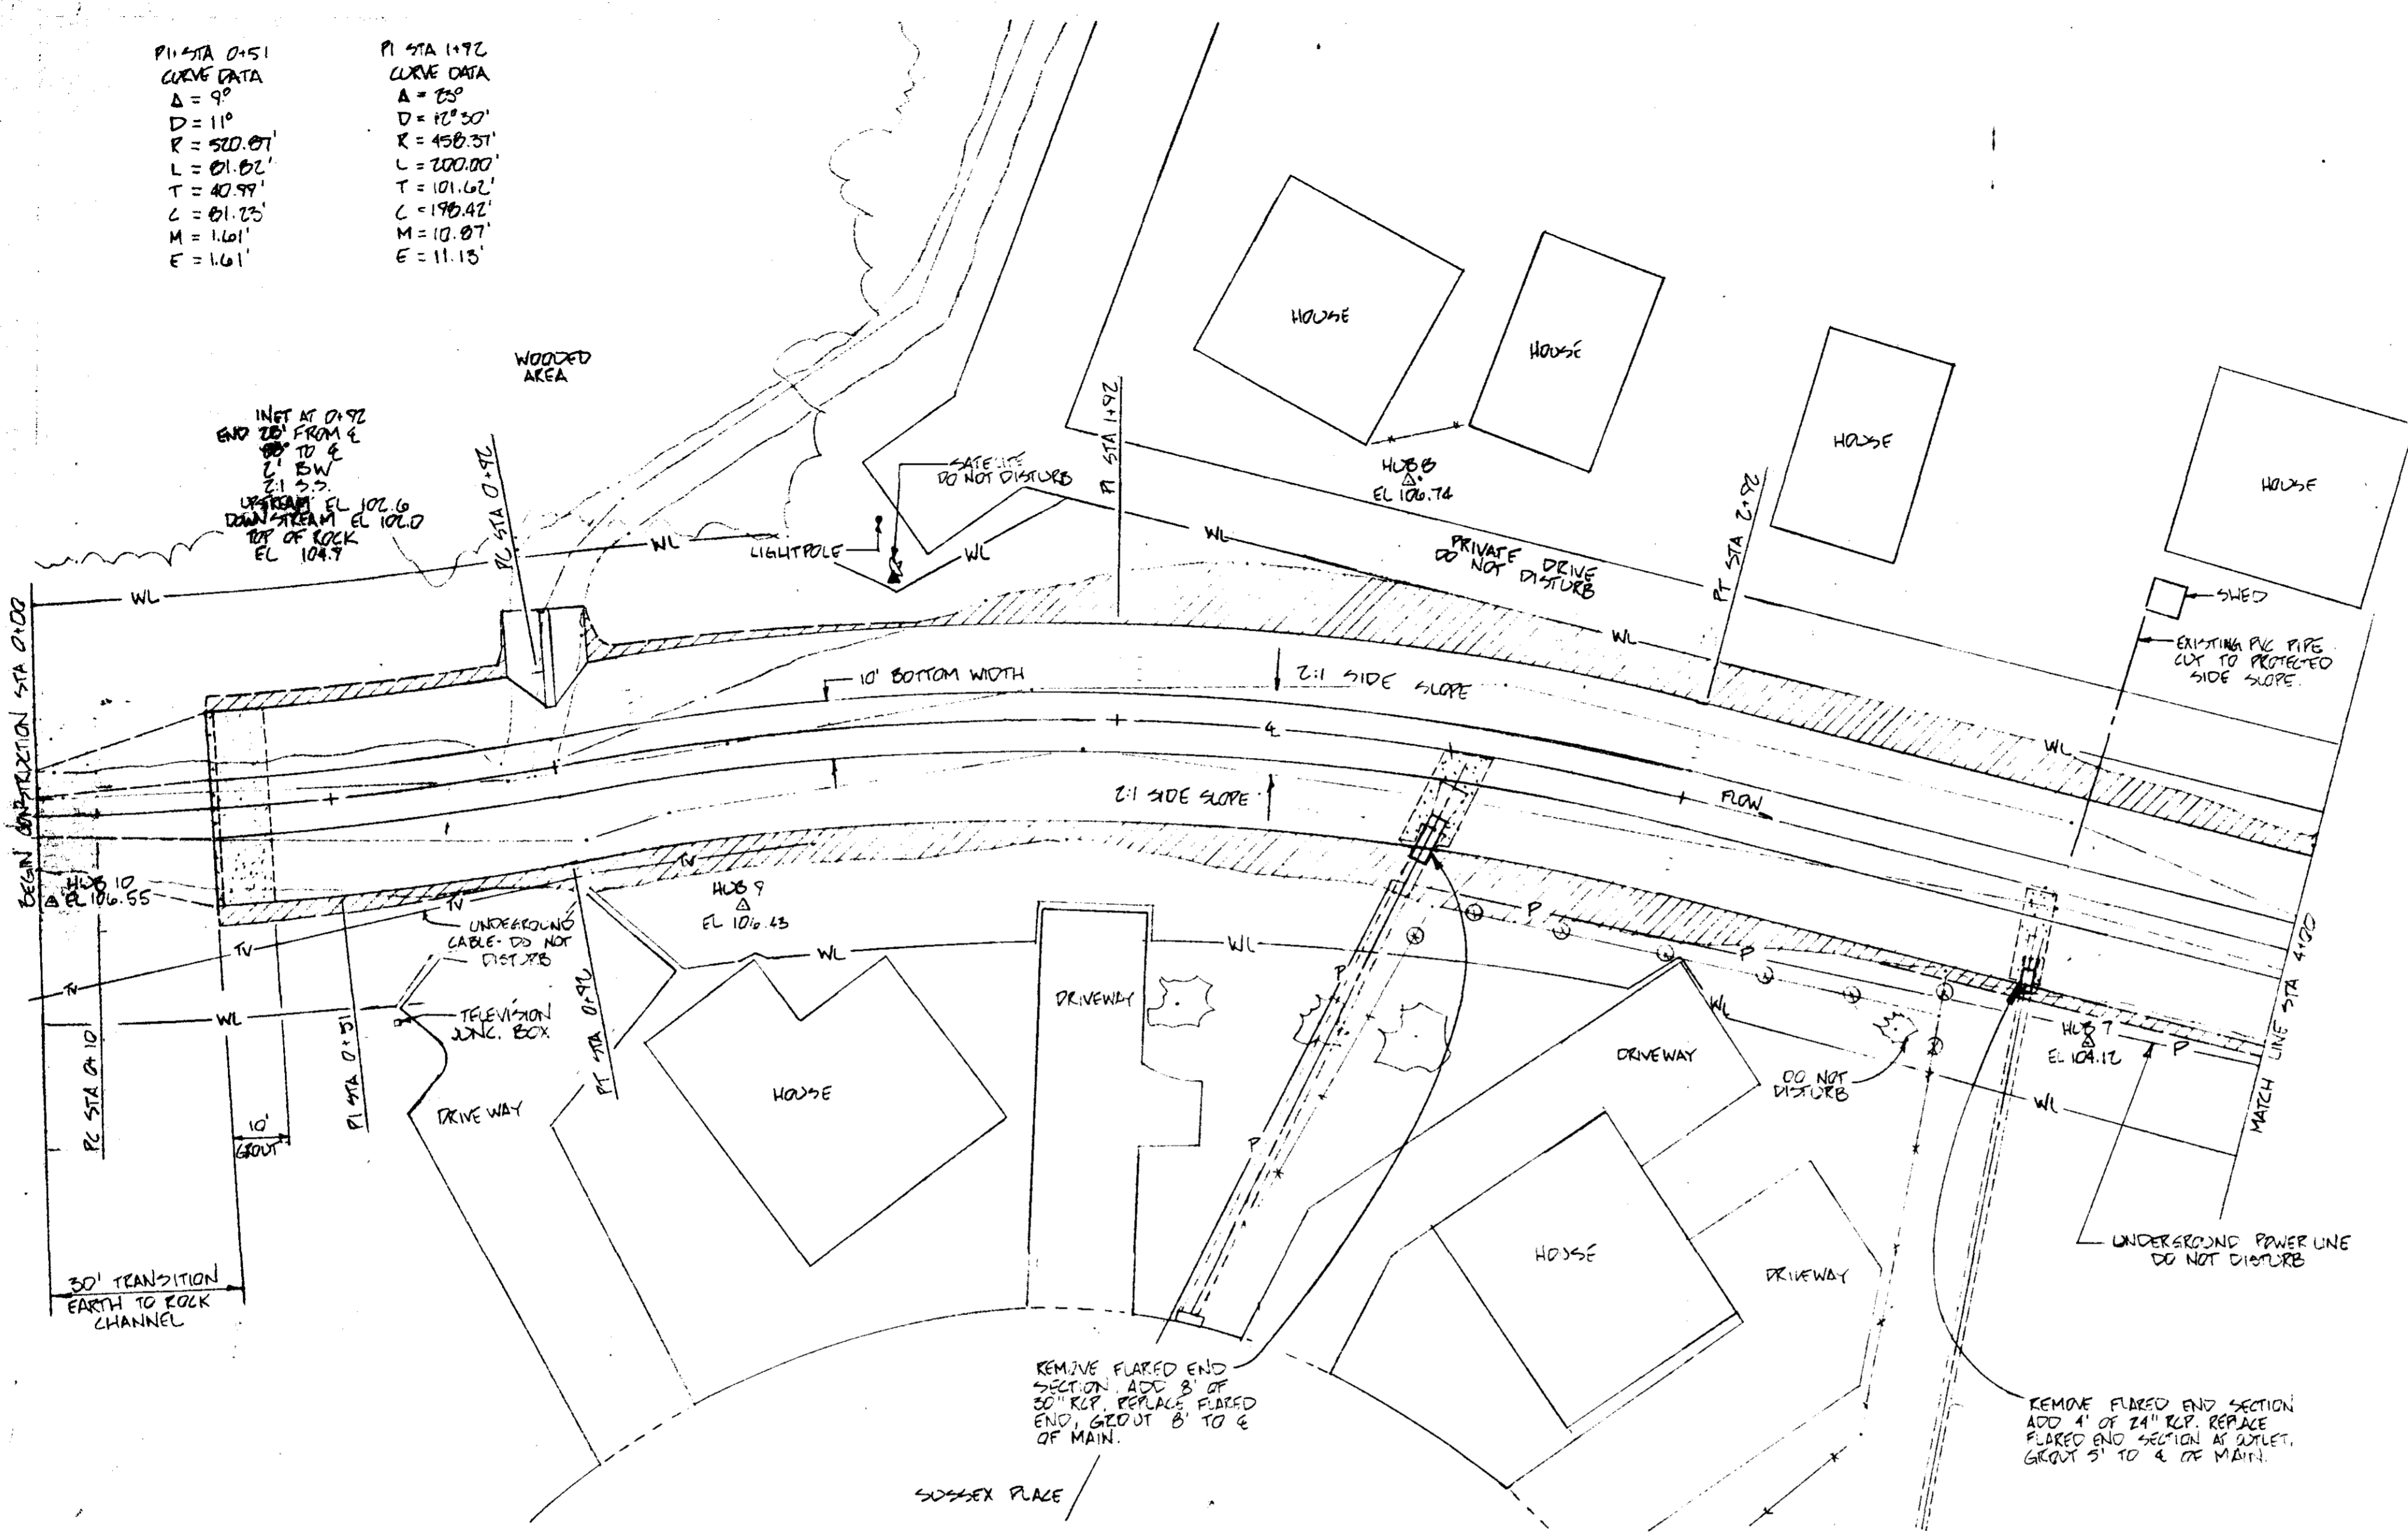 PI STA 0+51
CURVE DATA
Δ = 9°
D = 11°
R = 520.87'
L = 81.82'
T = 40.99'
C = 81.23'
M = 1.61'
E = 1.61'
PI STA 1+92
CURVE DATA
Δ = 23°
D = 12°30'
R = 458.37'
L = 200.00'
T = 101.62'
C = 198.42'
M = 10.87'
E = 11.13'
WOODED
AREA
INET AT 0+92
END 28' FROM ℄
TO ℄
2' BW
2:1 S.S.
UPSTREAM EL 102.6
DOWNSTREAM EL 102.0
TOP OF ROCK
EL 104.9
PC STA 0+92
SATELITE
DO NOT DISTURB
LIGHTPOLE
PI STA 1+92
HOUSE
HOUSE
HOUSE
HOUSE
HUB 8
EL 106.74
PRIVATE DRIVE
DO NOT DISTURB
PT STA 2+92
SHED
EXISTING PVC PIPE
CUT TO PROTECTED
SIDE SLOPE.
WL
WL
WL
WL
WL
WL
BEGIN CONSTRUCTION STA 0+00
10' BOTTOM WIDTH
2:1 SIDE SLOPE
℄
2:1 SIDE SLOPE
FLOW
HUB 10
EL 106.55
TV
TV
TV
TV
UNDEGROUND
CABLE- DO NOT
DISTURB
TELEVISION
JUNC. BOX
HUB 9
EL 106.43
WL
WL
WL
WL
WL
P
P
P
P
P
PC STA 0+10
10'
GROUT
PI STA 0+51
PT STA 0+92
DRIVEWAY
HOUSE
DRIVEWAY
DRIVEWAY
DO NOT
DISTURB
HUB 7
EL 104.12
MATCH LINE STA 4+00
HOUSE
DRIVEWAY
UNDERGROUND POWER LINE
DO NOT DISTURB
30' TRANSITION
EARTH TO ROCK
CHANNEL
REMOVE FLARED END
SECTION. ADD 8' OF
30" RCP. REPLACE FLARED
END, GROUT 8' TO ℄
OF MAIN.
REMOVE FLARED END SECTION
ADD 4' OF 24" RCP. REPLACE
FLARED END SECTION AT OUTLET,
GROUT 5' TO ℄ OF MAIN.
SUSSEX PLACE